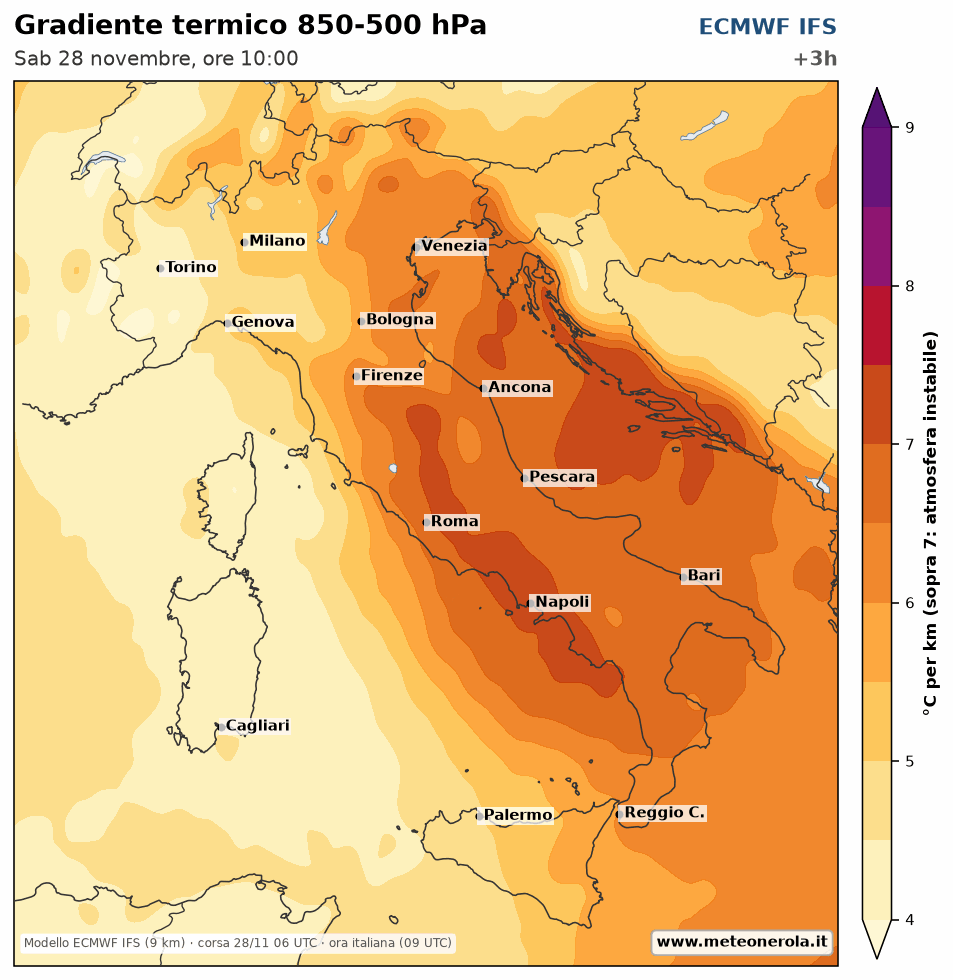 Gradiente termico 850-500 hPa
ECMWF IFS
Sab 28 novembre, ore 10:00
+3h
Milano
Venezia
Torino
Genova
Bologna
Firenze
Ancona
Pescara
Roma
Bari
Napoli
Cagliari
Palermo
Reggio C.
9
8
7
6
5
4
°C per km (sopra 7: atmosfera instabile)
Modello ECMWF IFS (9 km) · corsa 28/11 06 UTC · ora italiana (09 UTC)
www.meteonerola.it